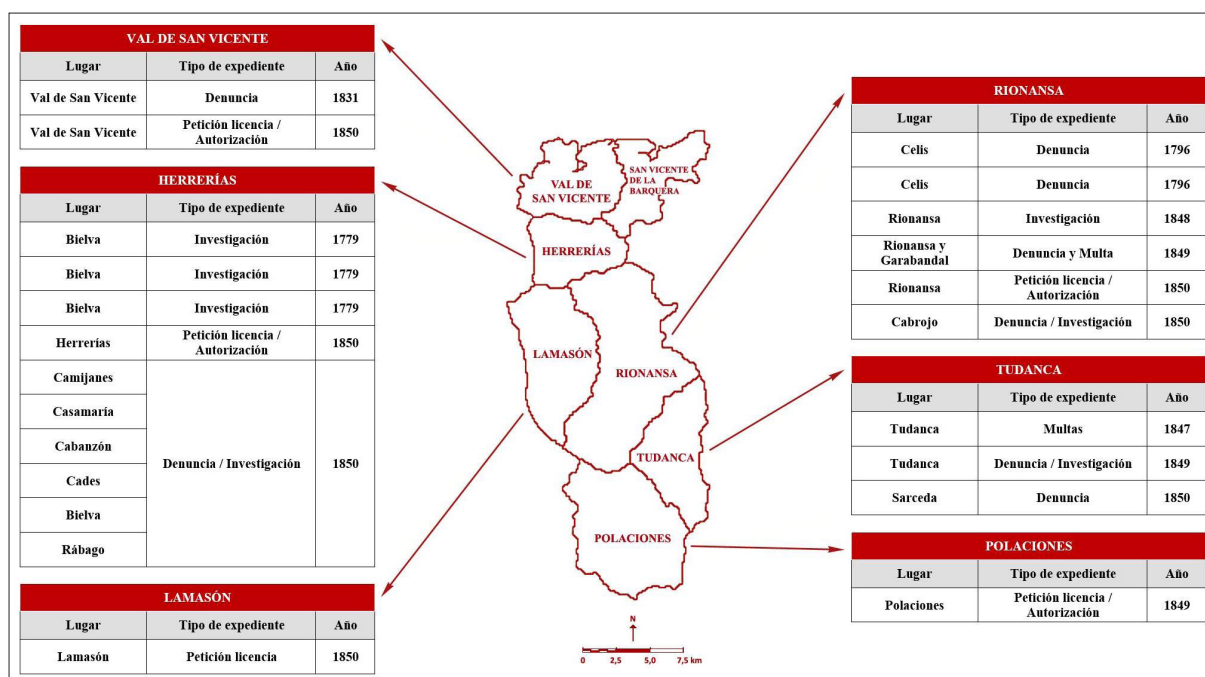 VAL DE SAN VICENTE
Lugar Tipo de expediente Año
Val de San Vicente Denuncia 1831
Val de San Vicente Petición licencia / Autorización 1850
HERRERÍAS
Lugar Tipo de expediente Año
Bielva Investigación 1779
Bielva Investigación 1779
Bielva Investigación 1779
Herrerías Petición licencia / Autorización 1850
Camijanes
Casamaría
Cabanzón
Cades
Bielva
Rábago
Denuncia / Investigación 1850
LAMASÓN
Lugar Tipo de expediente Año
Lamasón Petición licencia 1850
VAL DE
SAN VICENTE
SAN VICENTE
DE LA
BARQUERA
HERRERÍAS
LAMASÓN
RIONANSA
TUDANCA
POLACIONES
N
0 2,5 5,0 7,5 km
RIONANSA
Lugar Tipo de expediente Año
Celis Denuncia 1796
Celis Denuncia 1796
Rionansa Investigación 1848
Rionansa y Garabandal Denuncia y Multa 1849
Rionansa Petición licencia / Autorización 1850
Cabrojo Denuncia / Investigación 1850
TUDANCA
Lugar Tipo de expediente Año
Tudanca Multas 1847
Tudanca Denuncia / Investigación 1849
Sarceda Denuncia 1850
POLACIONES
Lugar Tipo de expediente Año
Polaciones Petición licencia / Autorización 1849